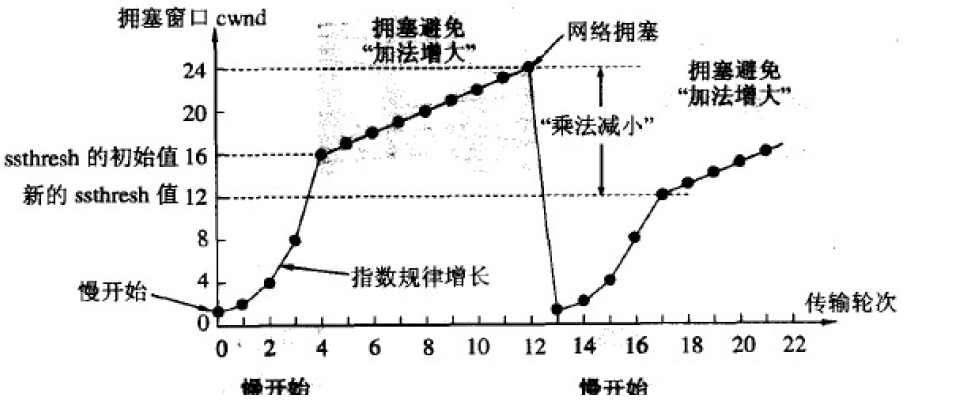 拥塞窗口 cwnd
拥塞避免
“加法增大”
网络拥塞
拥塞避免
“加法增大”
24
20
“乘法减小”
ssthresh 的初始值 16
新的 ssthresh 值 12
8
4
指数规律增长
慢开始
传输轮次
0
0 2 4 6 8 10 12 14 16 18 20 22
慢开始 慢开始